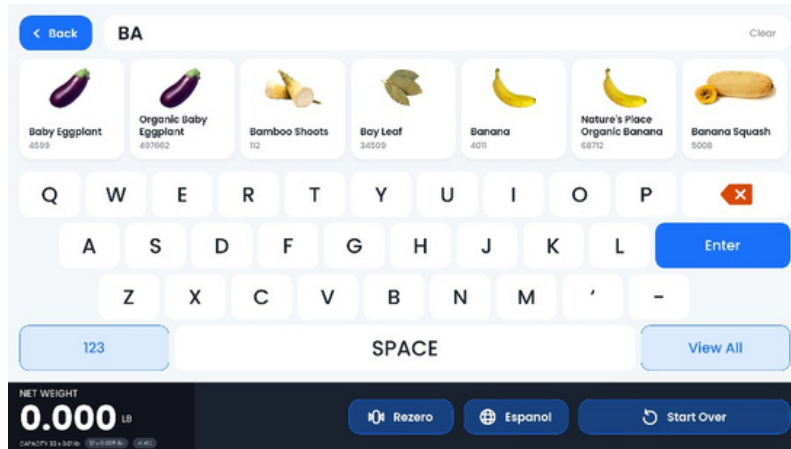 Back
BA
Clear
Baby Eggplant
4599
Organic Baby
Eggplant
497662
Bamboo Shoots
112
Bay Leaf
34509
Banana
4011
Nature's Place
Organic Banana
68712
Banana Squash
5008
Q W E R T Y U I O P
A S D F G H J K L Enter
Z X C V B N M ' -
123 SPACE View All
NET WEIGHT
0.000 LB
Rezero
Espanol
Start Over